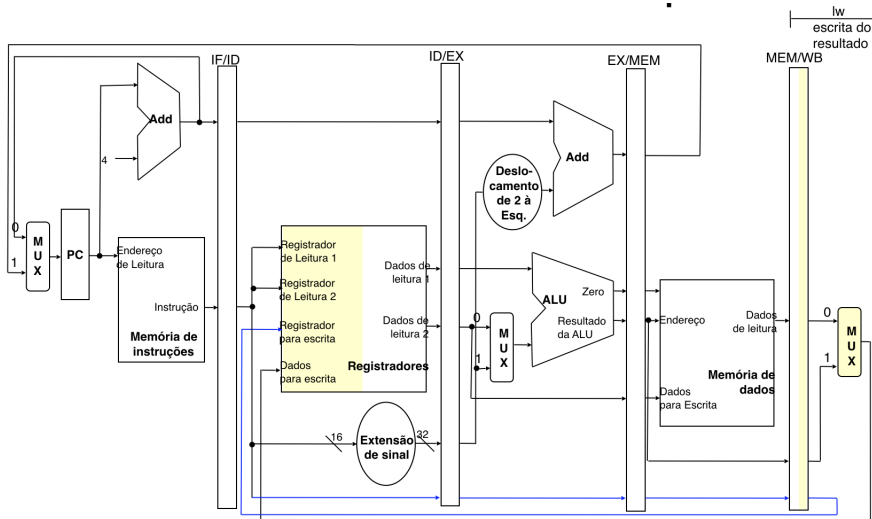 lw
escrita do
resultado
IF/ID
ID/EX
EX/MEM
MEM/WB
Add
4
Add
Deslo-
camento
de 2 à
Esq.
0
1
M
U
X
PC
Endereço
de Leitura
Instrução
Memória de
instruções
Registrador
de Leitura 1
Registrador
de Leitura 2
Registrador
para escrita
Dados
para escrita
Dados de
leitura 1
Dados de
leitura 2
Registradores
0
1
M
U
X
ALU
Zero
Resultado
da ALU
Endereço
Dados
de leitura
Memória de
dados
Dados
para Escrita
0
1
M
U
X
16
Extensão
de sinal
32